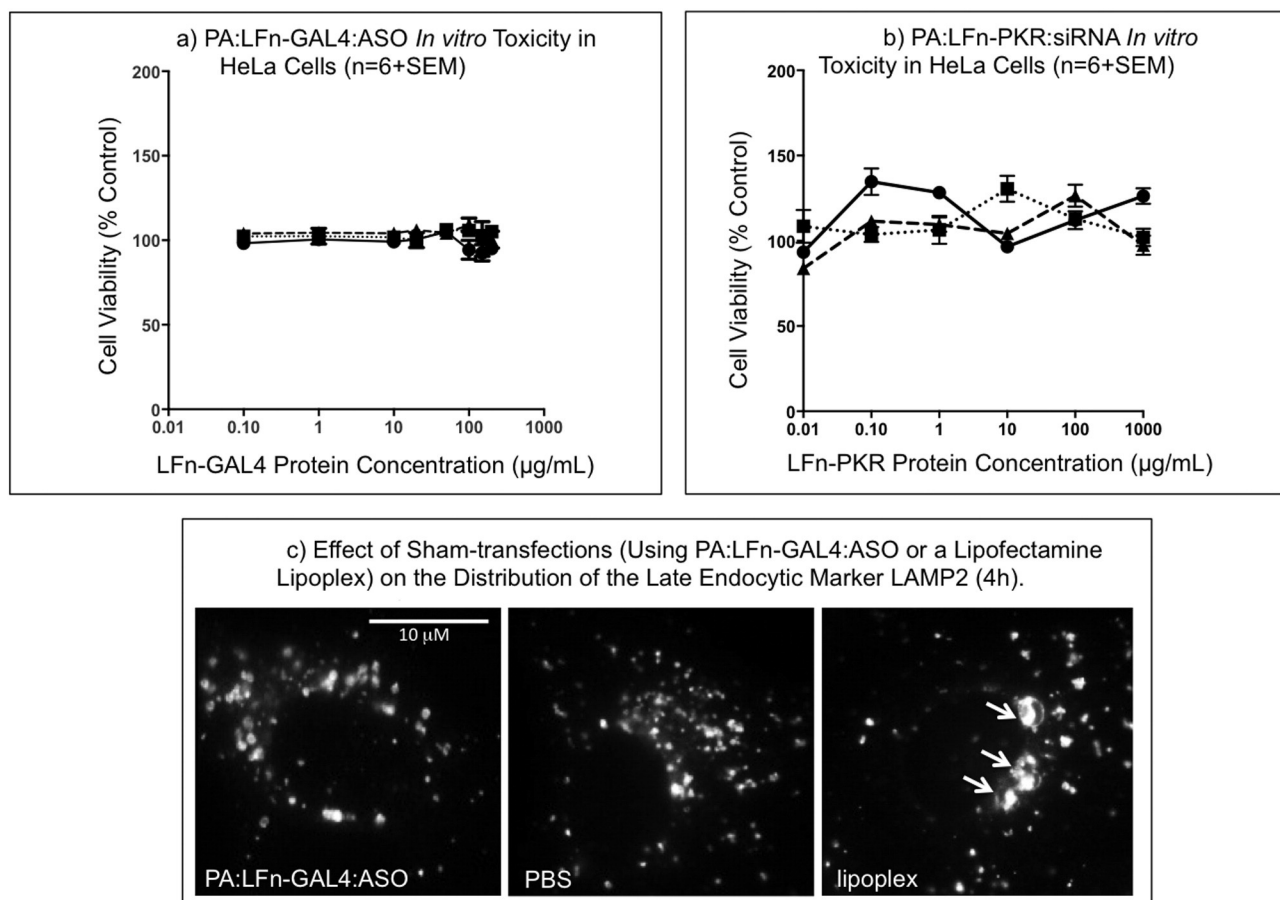 a) PA:LFn-GAL4:ASO In vitro Toxicity in
HeLa Cells (n=6+SEM)
200
150
100
50
0
0.01
0.10
1
10
100
1000
Cell Viability (% Control)
LFn-GAL4 Protein Concentration (µg/mL)
b) PA:LFn-PKR:siRNA In vitro
Toxicity in HeLa Cells (n=6+SEM)
200
150
100
50
0
0.01
0.10
1
10
100
1000
Cell Viability (% Control)
LFn-PKR Protein Concentration (µg/mL)
c) Effect of Sham-transfections (Using PA:LFn-GAL4:ASO or a Lipofectamine
Lipoplex) on the Distribution of the Late Endocytic Marker LAMP2 (4h).
10 µM
PA:LFn-GAL4:ASO
PBS
lipoplex